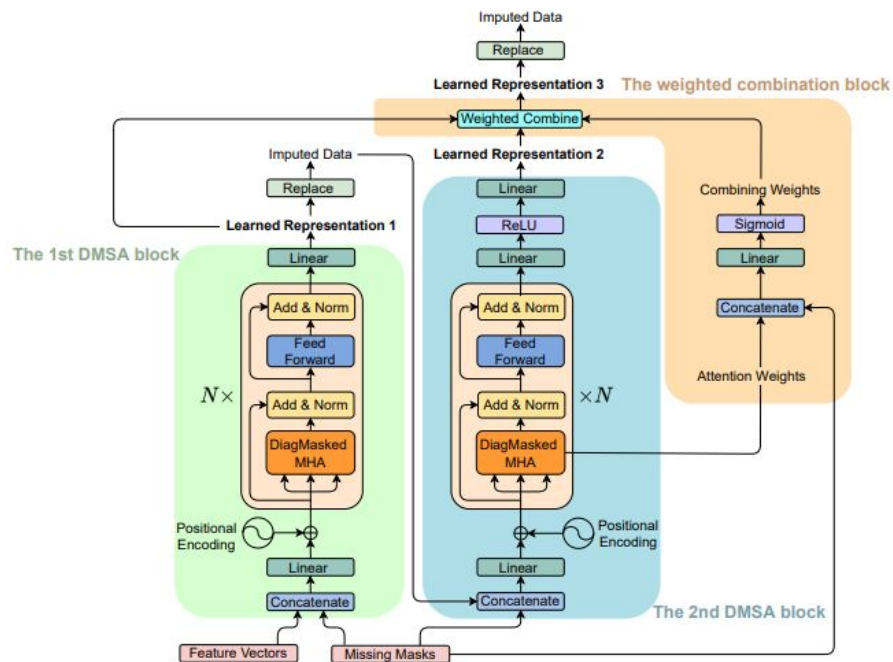 Imputed Data
Replace
Learned Representation 3
The weighted combination block
Weighted Combine
Learned Representation 2
Imputed Data
Replace
Learned Representation 1
The 1st DMSA block
Linear
Add & Norm
Feed
Forward
Add & Norm
N×
DiagMasked
MHA
Positional
Encoding
Linear
Concatenate
Linear
ReLU
Linear
Add & Norm
Feed
Forward
Add & Norm
×N
DiagMasked
MHA
Positional
Encoding
Linear
Concatenate
The 2nd DMSA block
Combining Weights
Sigmoid
Linear
Concatenate
Attention Weights
Feature Vectors
Missing Masks